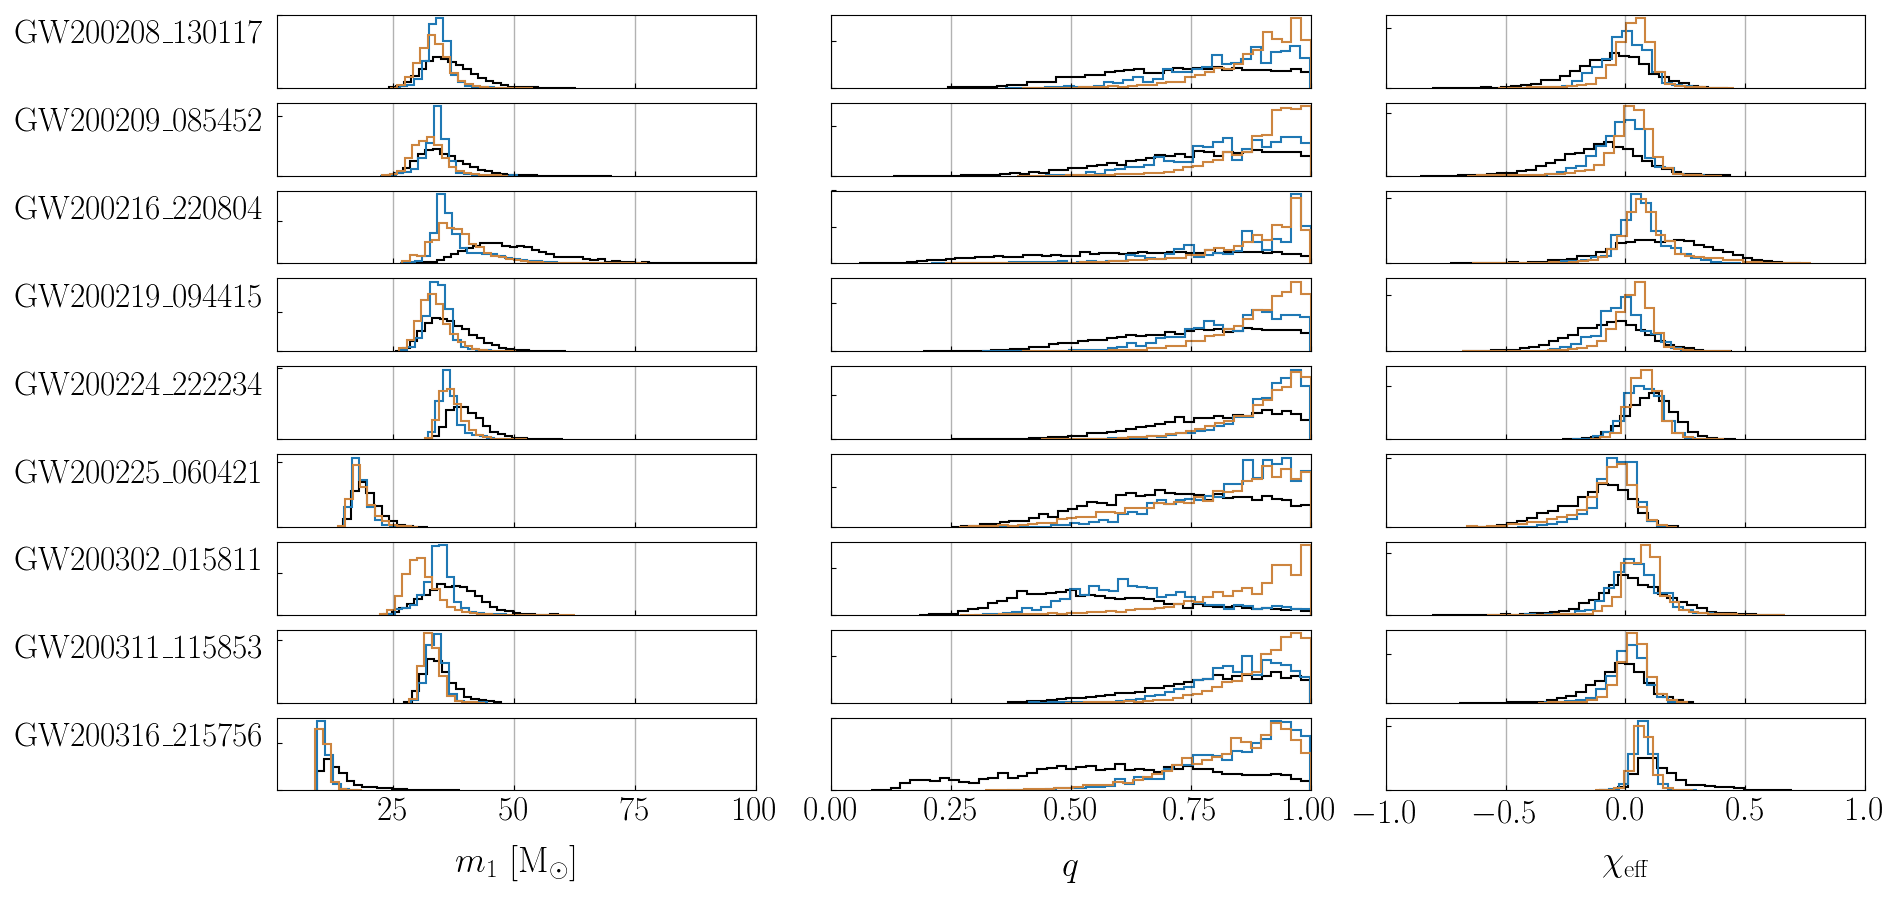 GW200208_130117
GW200209_085452
GW200216_220804
GW200219_094415
GW200224_222234
GW200225_060421
GW200302_015811
GW200311_115853
GW200316_215756
25 50 75 100 0.00 0.25 0.50 0.75 1.00 −1.0 −0.5 0.0 0.5 1.0
m₁ [M⊙] q χeff